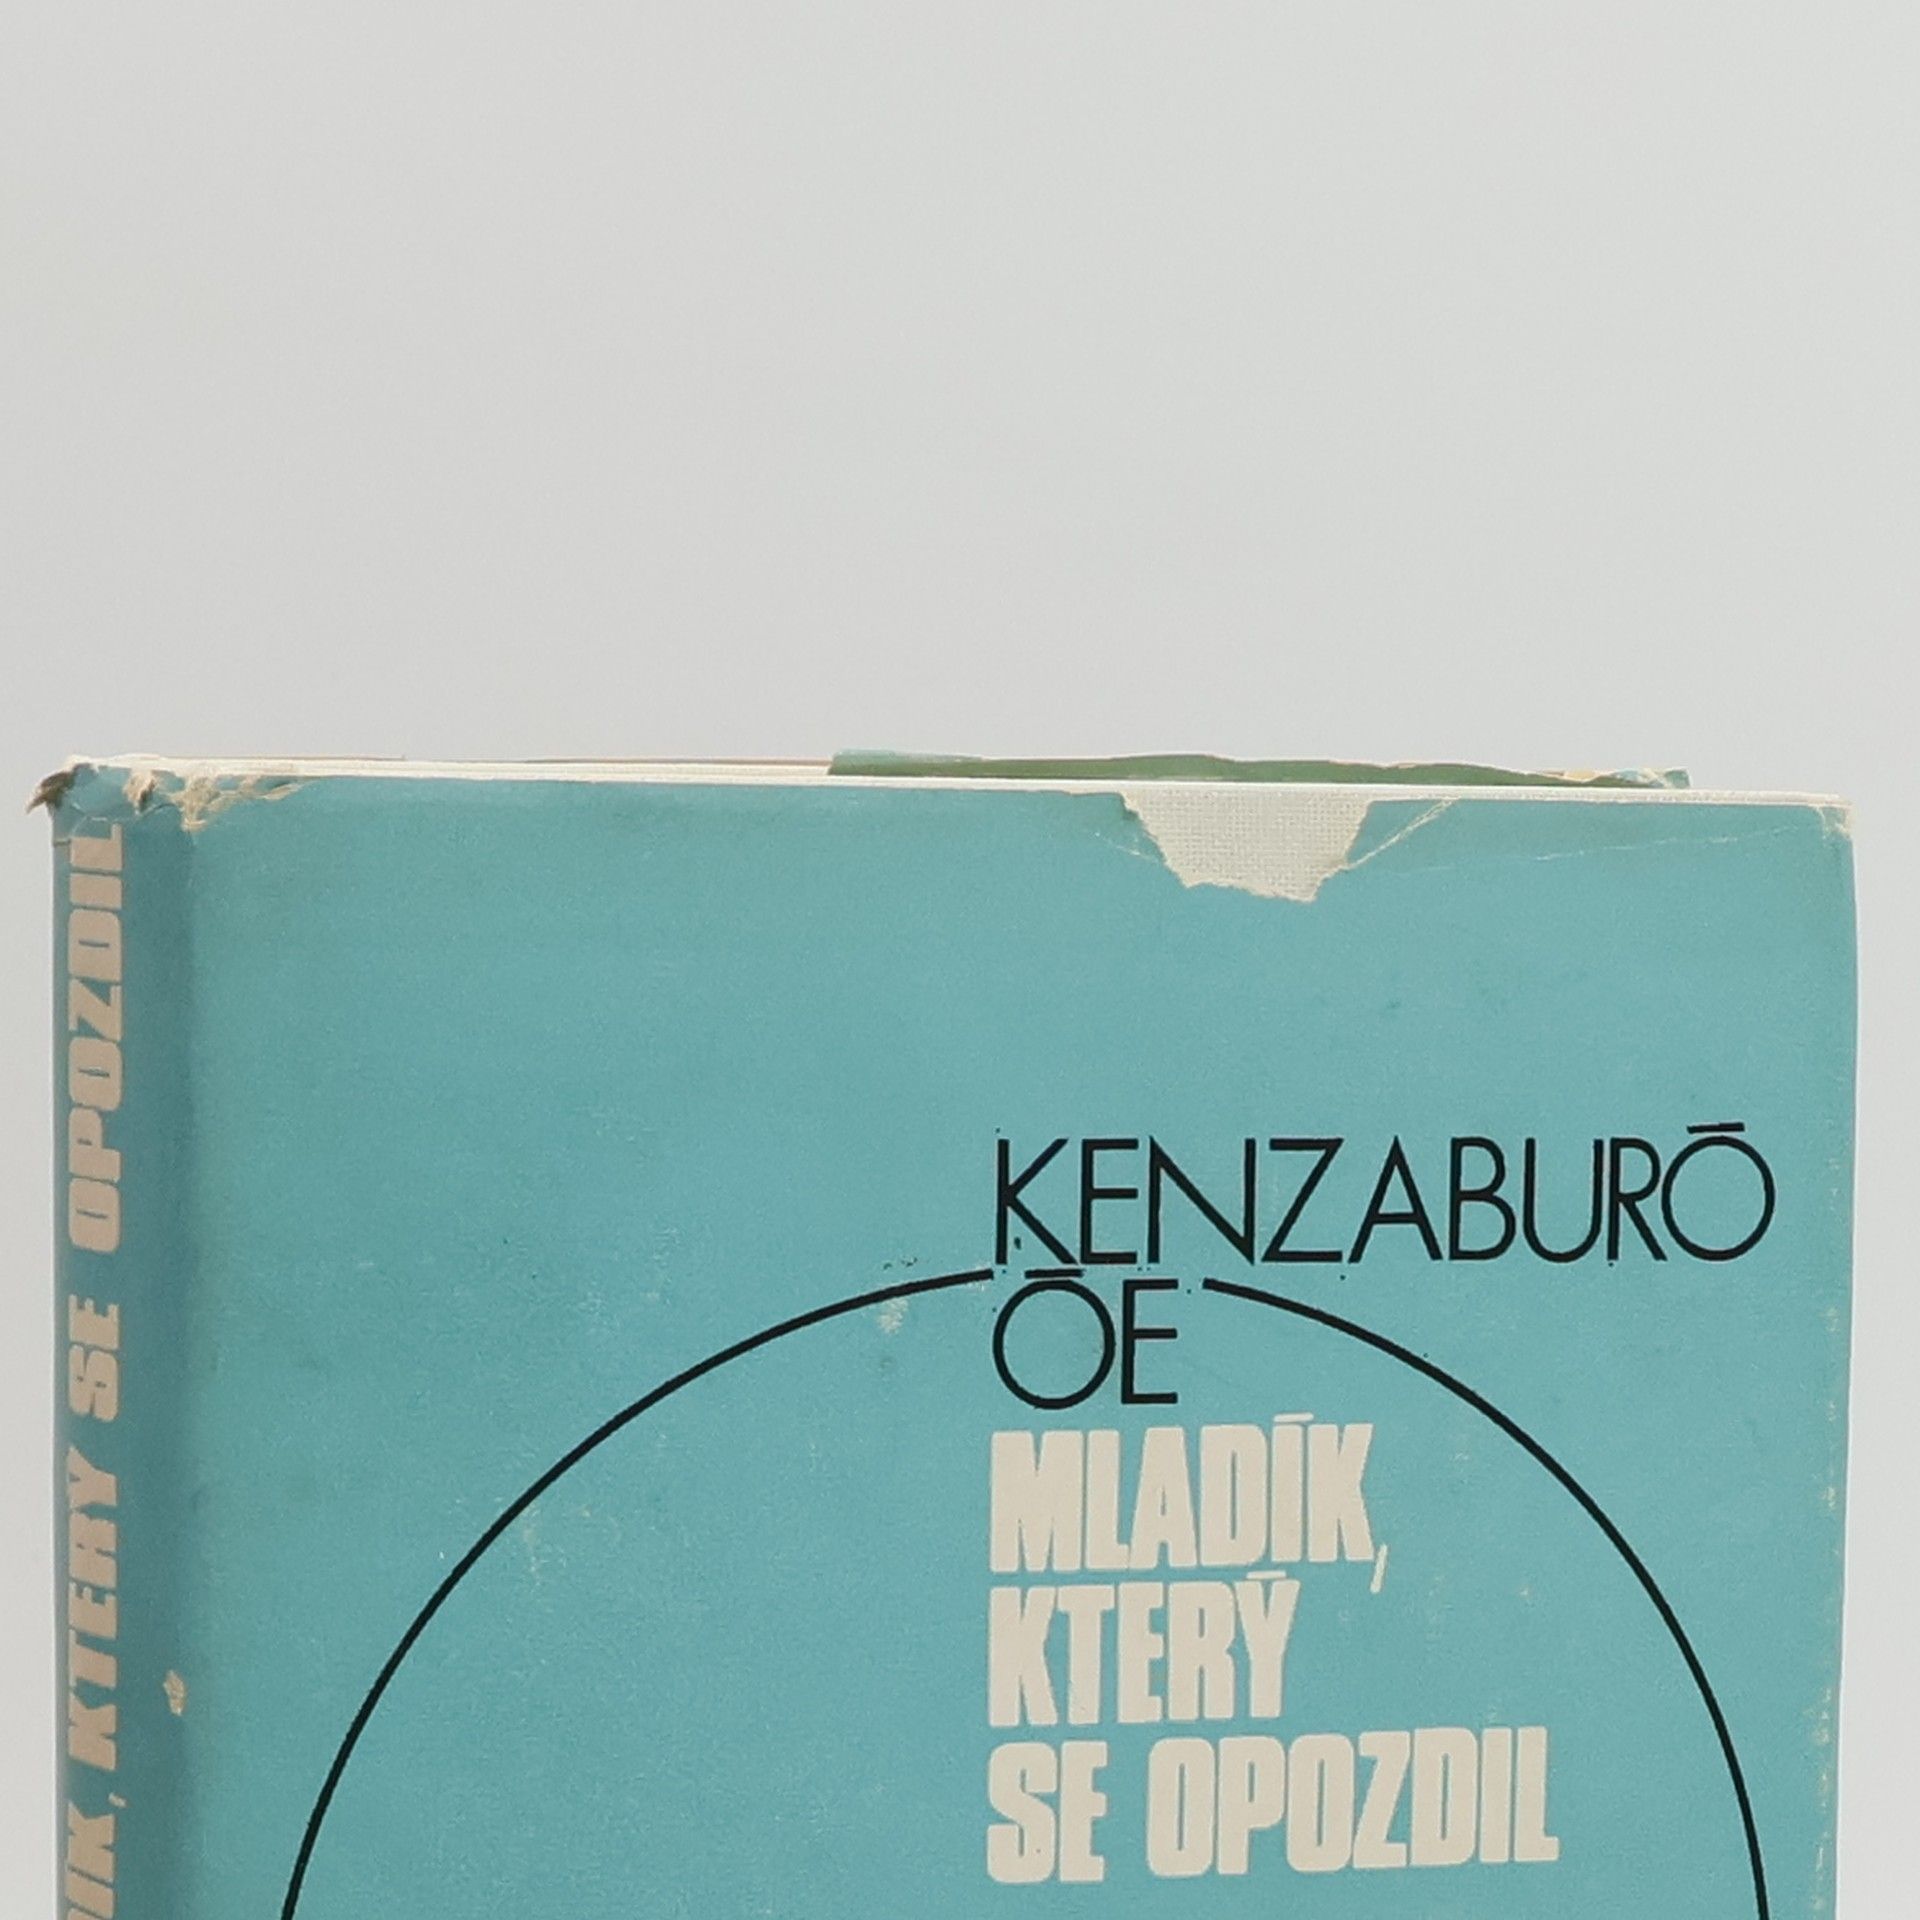 KENZABURŌ
ŌE
MLADÍK,
KTERÝ
SE OPOZDIL
KTERÝ SE OPOZDIL